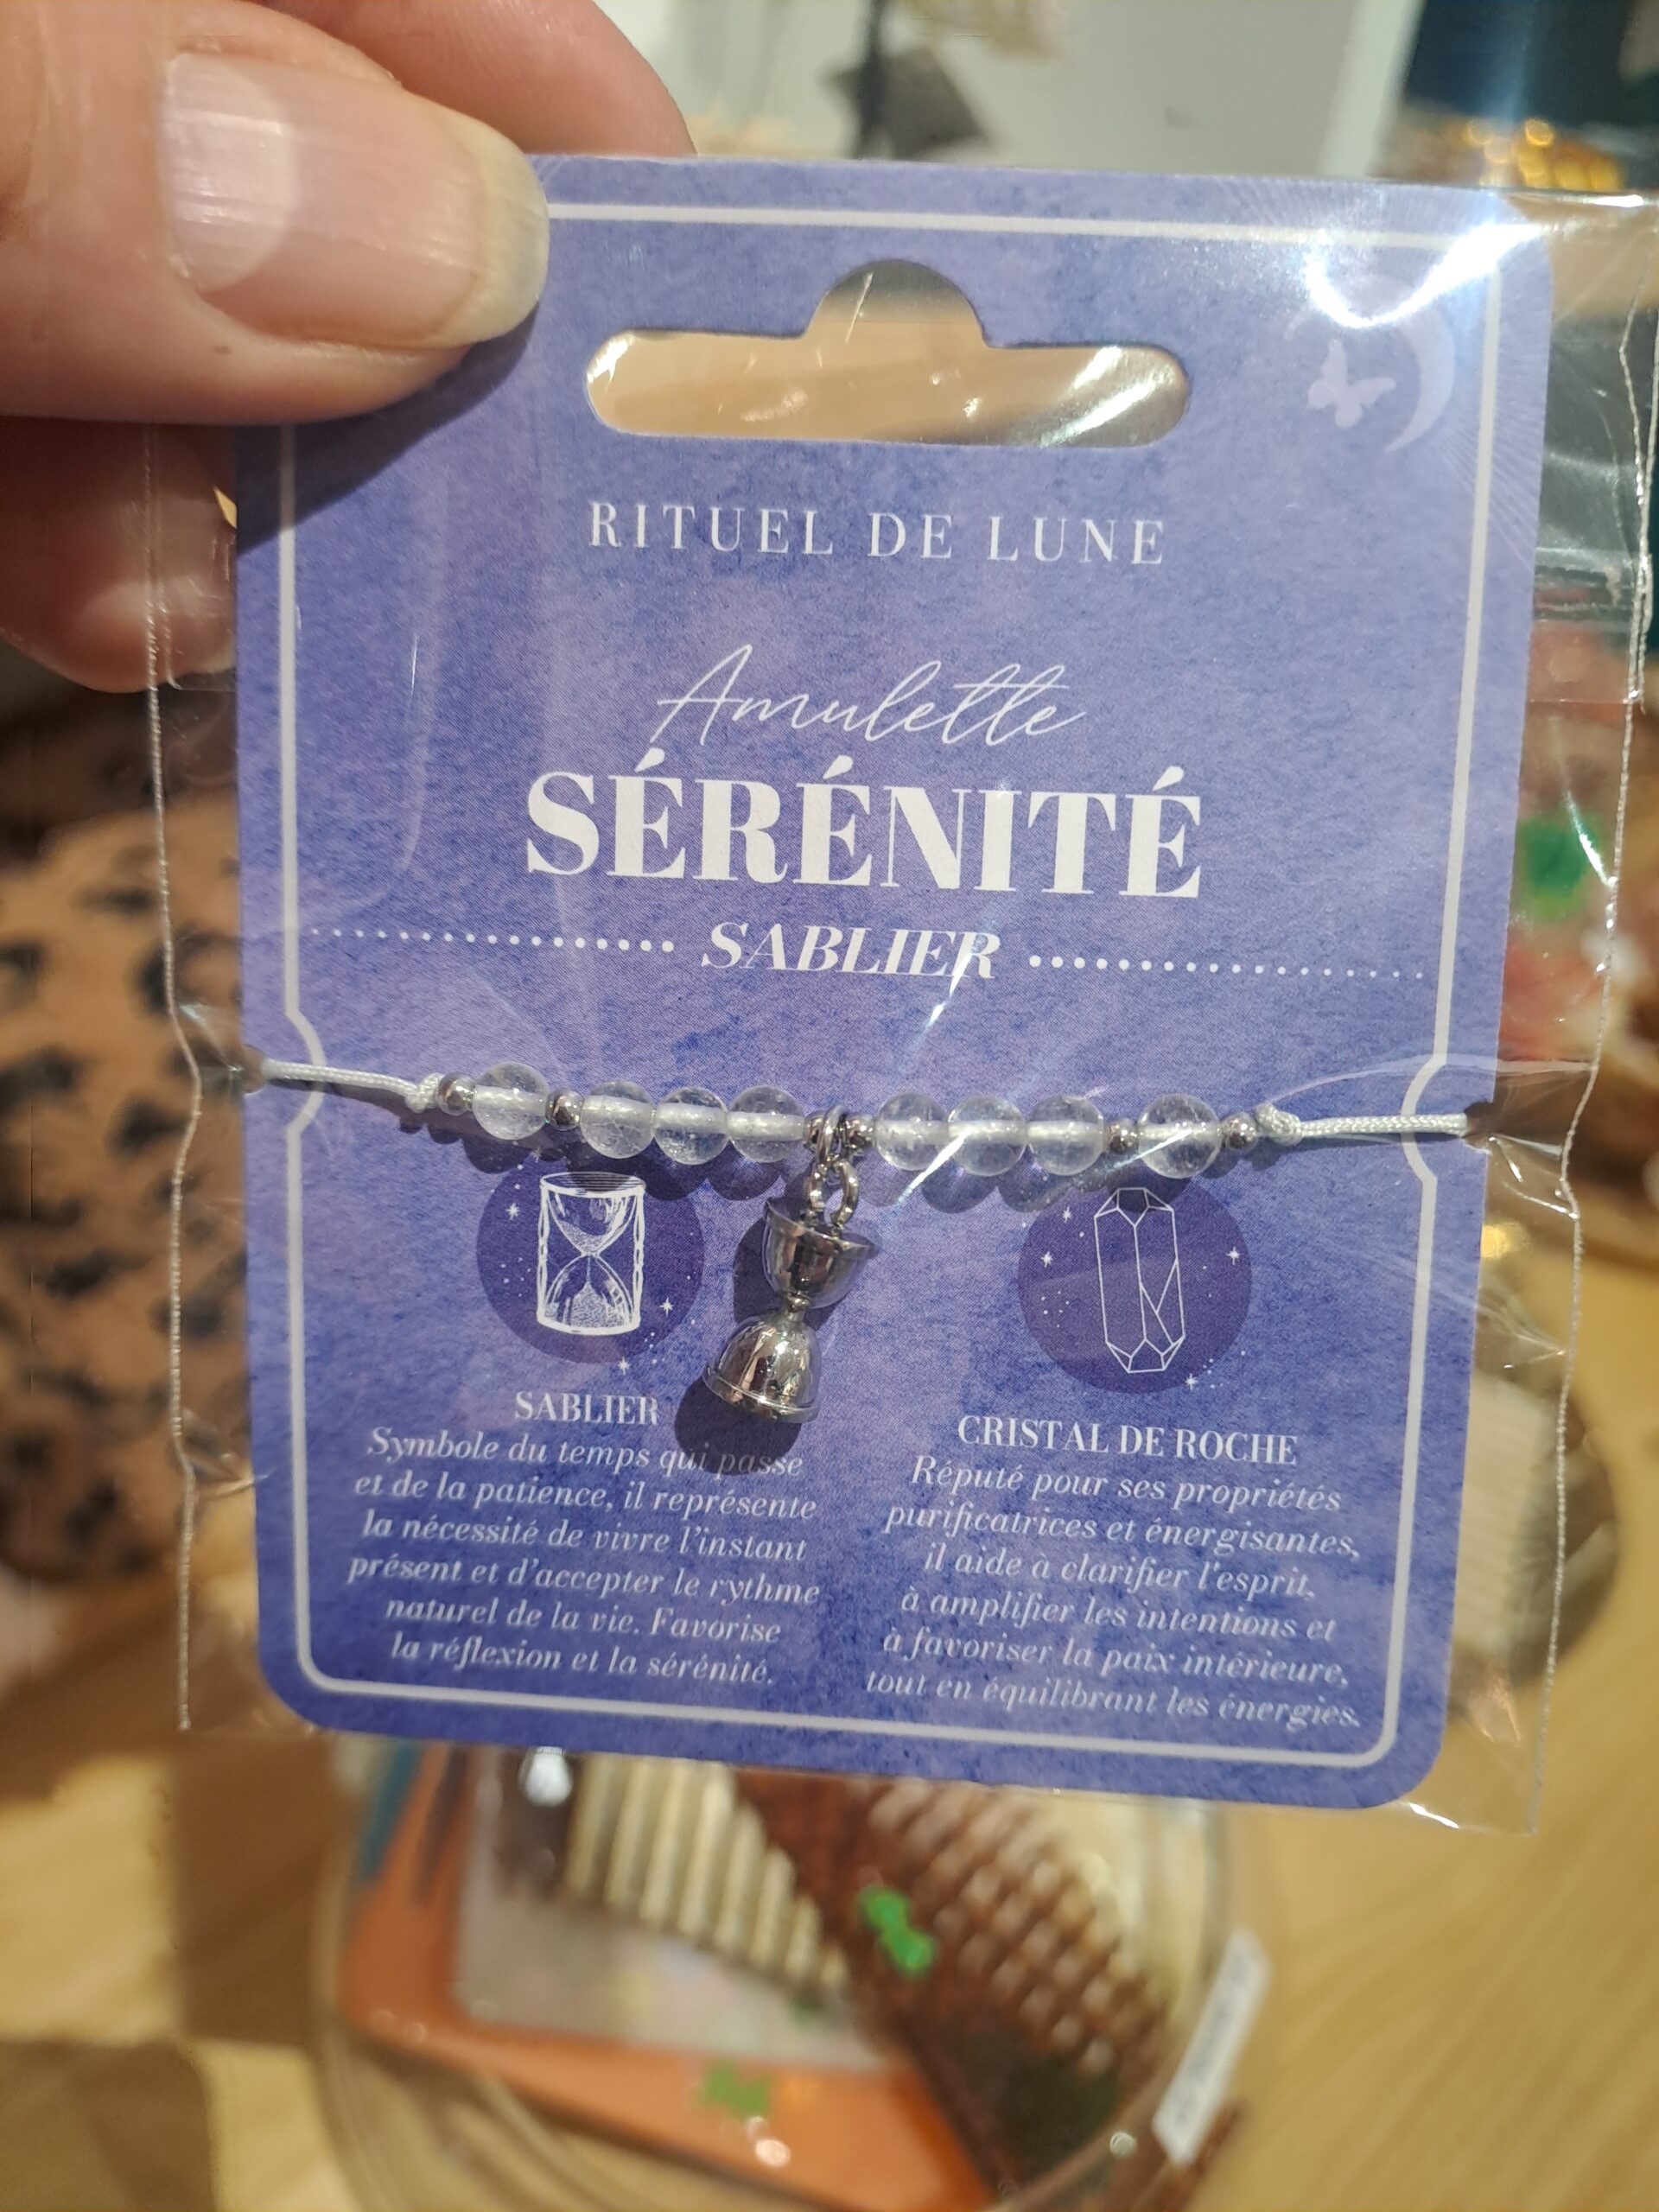 RITUEL DE LUNE
Amulette
SÉRÉNITÉ
SABLIER
SABLIER
Symbole du temps qui passe
et de la patience, il représente
la nécessité de vivre l'instant
présent et d'accepter le rythme
naturel de la vie. Favorise
la réflexion et la sérénité.
CRISTAL DE ROCHE
Réputé pour ses propriétés
purificatrices et énergisantes,
il aide à clarifier l'esprit,
à amplifier les intentions et
à favoriser la paix intérieure,
tout en équilibrant les énergies.